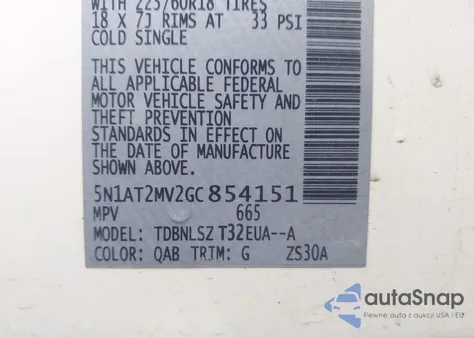 WITH 225/60R18 TIRES
18 X 7J RIMS AT 33 PSI
COLD SINGLE
THIS VEHICLE CONFORMS TO
ALL APPLICABLE FEDERAL
MOTOR VEHICLE SAFETY AND
THEFT PREVENTION
STANDARDS IN EFFECT ON
THE DATE OF MANUFACTURE
SHOWN ABOVE.
5N1AT2MV2GC854151
MPV 665
MODEL: TDBNLSZ T32EUA--A
COLOR: QAB TRIM: G ZS30A
autoSnap
Pewne auta z aukcji USA i EU